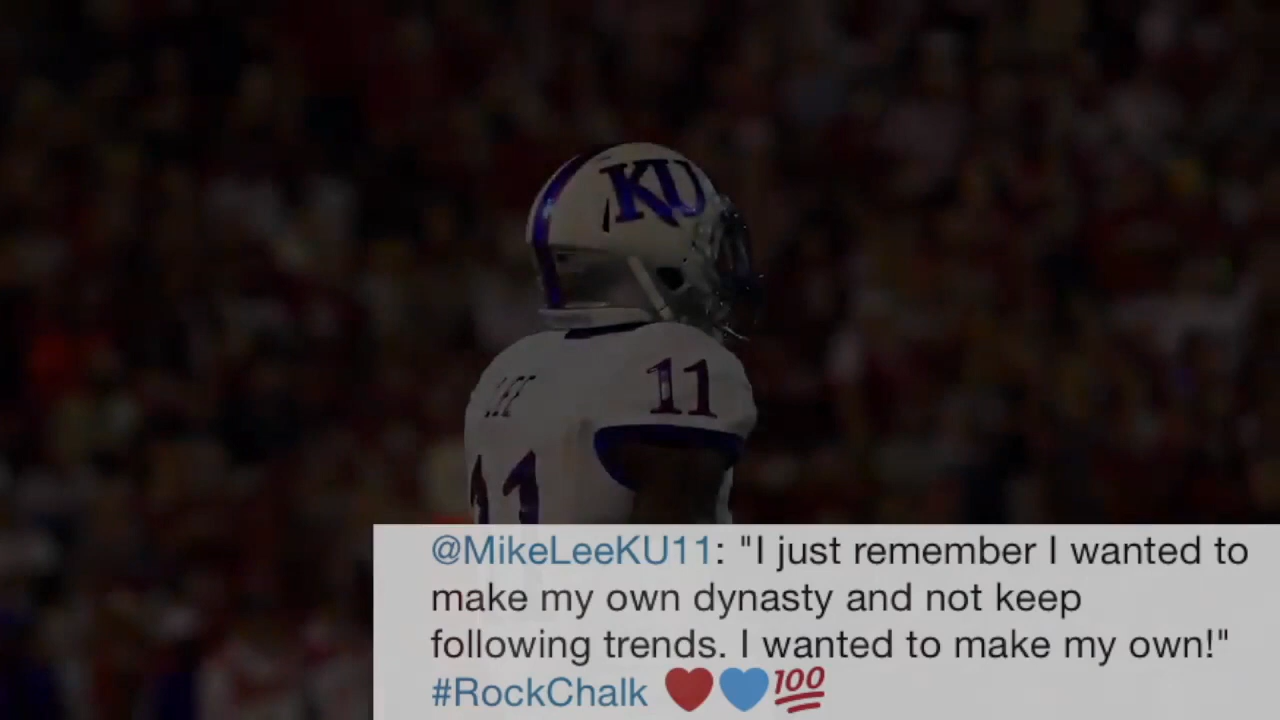 KU
11
LEE
11
@MikeLeeKU11: "I just remember I wanted to
make my own dynasty and not keep
following trends. I wanted to make my own!"
#RockChalk ❤️💙💯